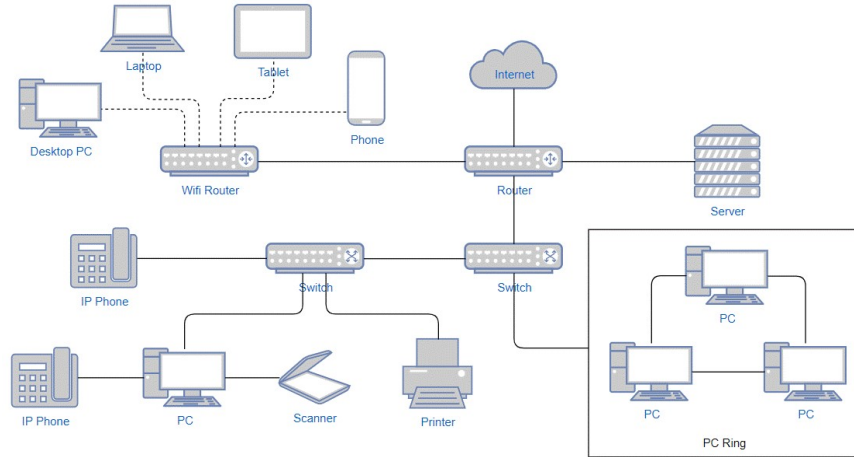 Laptop
Tablet
Internet
Desktop PC
Phone
Wifi Router
Router
Server
IP Phone
Switch
Switch
PC
PC
PC
IP Phone
PC
Scanner
Printer
PC Ring